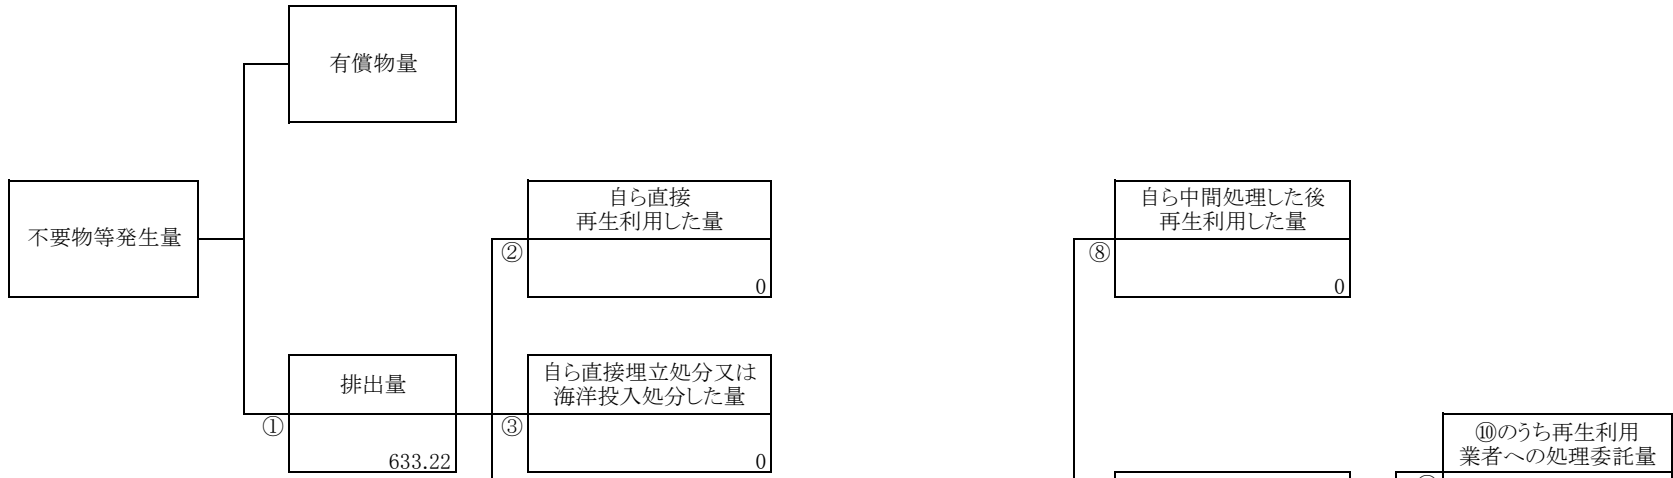 有償物量
不要物等発生量
自ら直接
再生利用した量
②
0
自ら中間処理した後
再生利用した量
⑧
0
排出量
①
633.22
自ら直接埋立処分又は
海洋投入処分した量
③
0
⑩のうち再生利用
業者への処理委託量